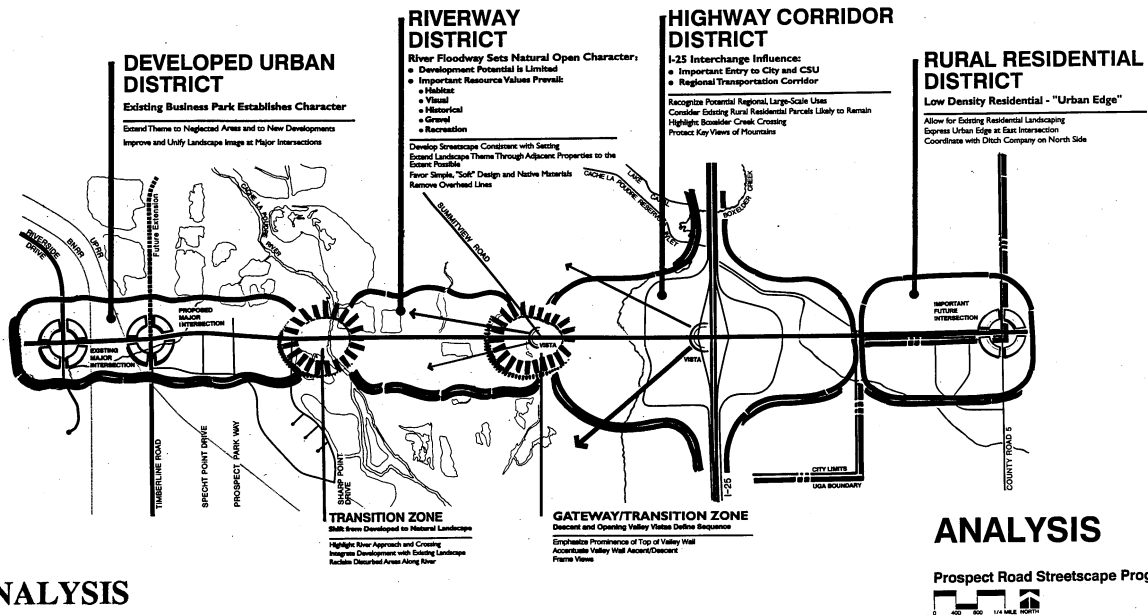 DEVELOPED URBAN
DISTRICT
Existing Business Park Establishes Character
Extend Theme to Neglected Areas and to New Developments
Improve and Unify Landscape Image at Major Intersections
RIVERWAY
DISTRICT
River Floodway Sets Natural Open Character:
• Development Potential is Limited
• Important Resource Values Prevail:
• Habitat
• Visual
• Historical
• Gravel
• Recreation
Develop Streetscape Consistent with Setting
Extend Landscape Theme Through Adjacent Properties to the
Extent Possible
Favor Simple, "Soft" Design and Native Materials
Remove Overhead Lines
HIGHWAY CORRIDOR
DISTRICT
I-25 Interchange Influence:
• Important Entry to City and CSU
• Regional Transportation Corridor
Recognize Potential Regional, Large-Scale Uses
Consider Existing Rural Residential Parcels Likely to Remain
Highlight Boxelder Creek Crossing
Protect Key Views of Mountains
RURAL RESIDENTIAL
DISTRICT
Low Density Residential - "Urban Edge"
Allow for Existing Residential Landscaping
Express Urban Edge at East Intersection
Coordinate with Ditch Company on North Side
RIVERSIDE
DRIVE
BNRR
UPRR
Future Extension
CACHE LA POUDRE RIVER
SUMMITVIEW ROAD
LAKE CANAL
CACHE LA POUDRE RESERVOIR INLET
BOXELDER CREEK
PROPOSED
MAJOR
INTERSECTION
EXISTING
MAJOR
INTERSECTION
VISTA
VISTA
IMPORTANT
FUTURE
INTERSECTION
TIMBERLINE ROAD
SPECHT POINT DRIVE
PROSPECT PARK WAY
SHARP POINT
DRIVE
I-25
CITY LIMITS
UGA BOUNDARY
COUNTY ROAD 5
TRANSITION ZONE
Shift from Developed to Natural Landscape
Highlight River Approach and Crossing
Integrate Development with Existing Landscape
Reclaim Disturbed Areas Along River
GATEWAY/TRANSITION ZONE
Descent and Opening Valley Vistas Define Sequence
Emphasize Prominence of Top of Valley Wall
Accentuate Valley Wall Ascent/Descent
Frame Views
ANALYSIS
Prospect Road Streetscape Prog
0 400 800 1/4 MILE NORTH
NALYSIS